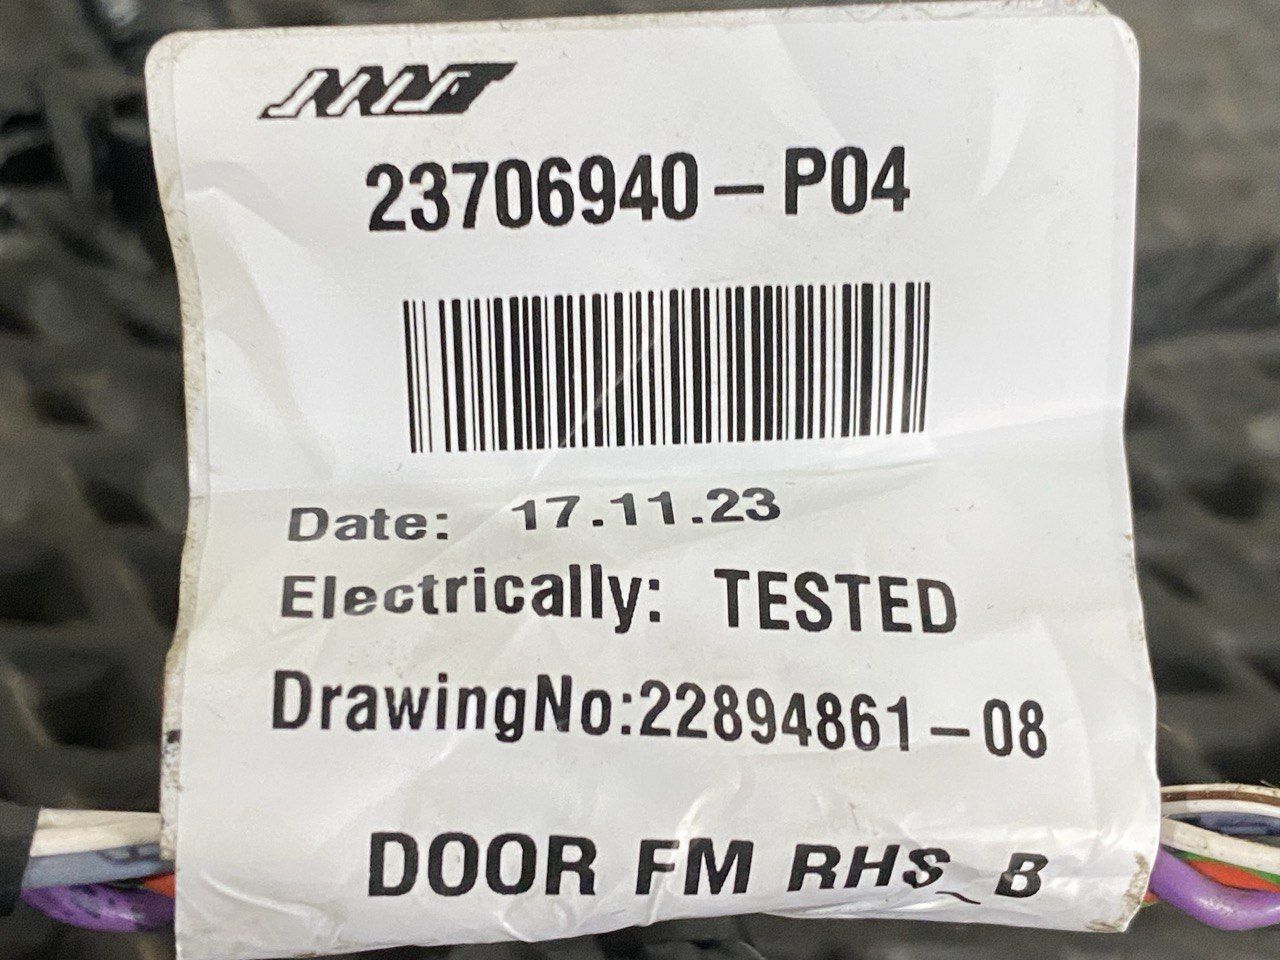 23706940-P04
Date: 17.11.23
Electrically: TESTED
DrawingNo:22894861-08
DOOR FM RHS_B